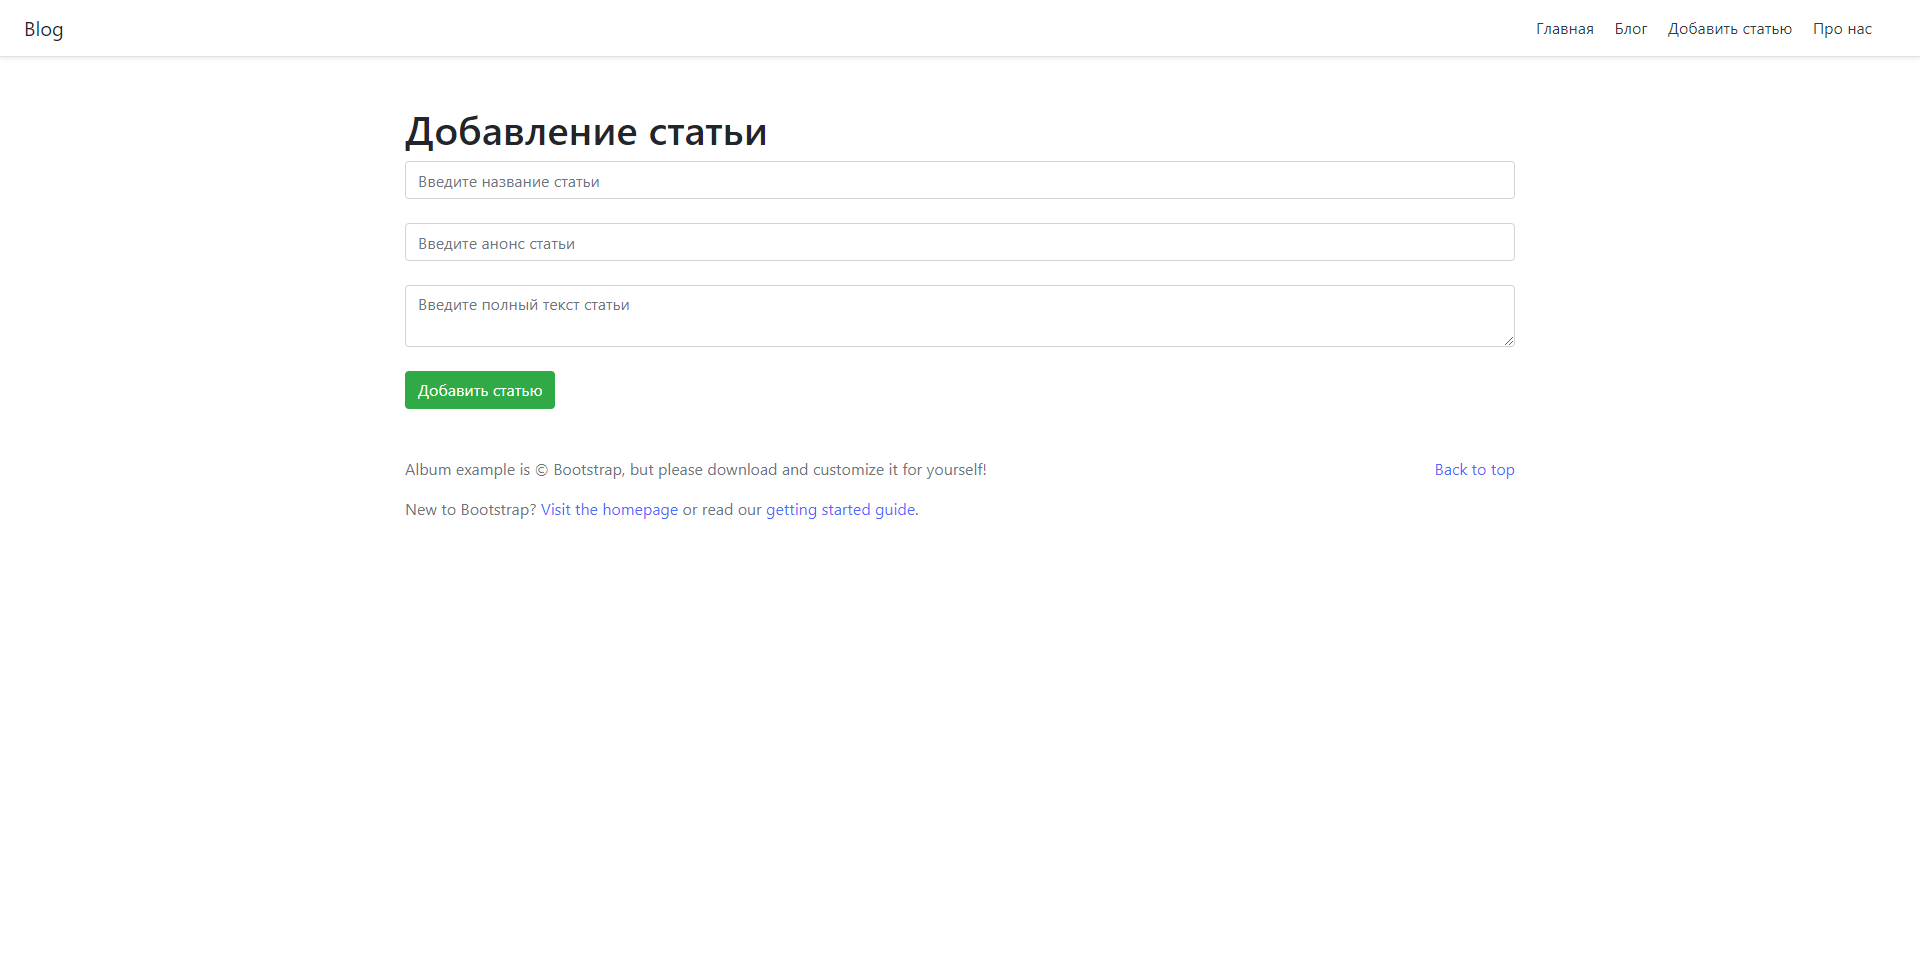 Blog
Главная Блог Добавить статью Про нас
Добавление статьи
Введите название статьи
Введите анонс статьи
Введите полный текст статьи
Добавить статью
Album example is © Bootstrap, but please download and customize it for yourself!
Back to top
New to Bootstrap? Visit the homepage or read our getting started guide.